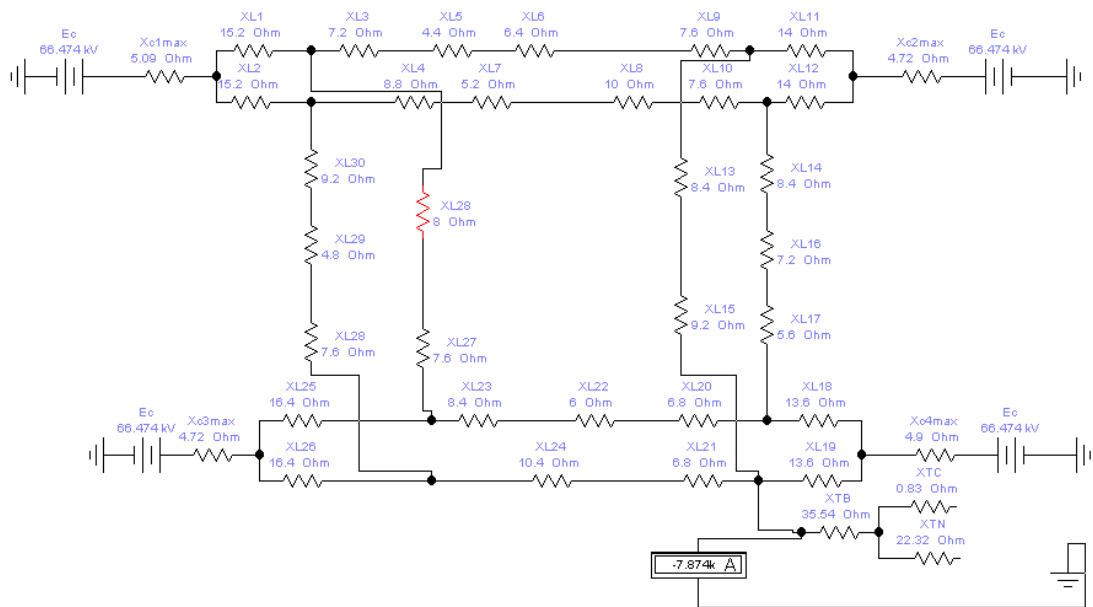 Ec
66.474 kV
Xc1max
5.09 Ohm
XL1
15.2 Ohm
XL3
7.2 Ohm
XL5
4.4 Ohm
XL6
6.4 Ohm
XL9
7.6 Ohm
XL11
14 Ohm
Xc2max
4.72 Ohm
Ec
66.474 kV
XL2
15.2 Ohm
XL4
8.8 Ohm
XL7
5.2 Ohm
XL8
10 Ohm
XL10
7.6 Ohm
XL12
14 Ohm
XL30
9.2 Ohm
XL28
8 Ohm
XL13
8.4 Ohm
XL14
8.4 Ohm
XL29
4.8 Ohm
XL16
7.2 Ohm
XL28
7.6 Ohm
XL27
7.6 Ohm
XL15
9.2 Ohm
XL17
5.6 Ohm
Ec
66.474 kV
Xc3max
4.72 Ohm
XL25
16.4 Ohm
XL23
8.4 Ohm
XL22
6 Ohm
XL20
6.8 Ohm
XL18
13.6 Ohm
Xc4max
4.9 Ohm
Ec
66.474 kV
XL26
16.4 Ohm
XL24
10.4 Ohm
XL21
6.8 Ohm
XL19
13.6 Ohm
XTB
35.54 Ohm
XTC
0.83 Ohm
XTN
22.32 Ohm
-7.874k A